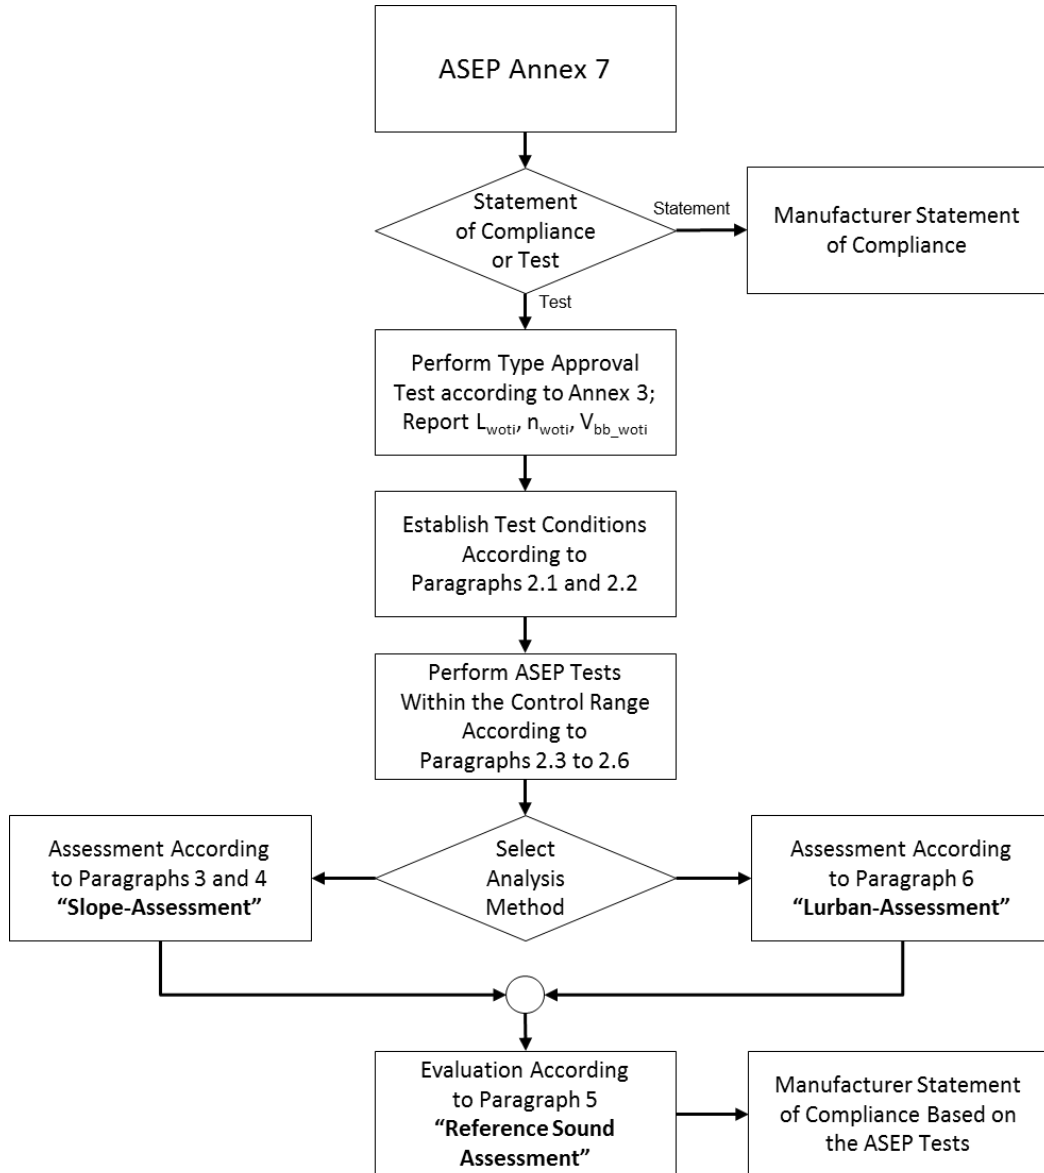 ASEP Annex 7
Statement
of Compliance
or Test
Statement
Manufacturer Statement
of Compliance
Test
Perform Type Approval
Test according to Annex 3;
Report Lwoti, nwoti, Vbb_woti
Establish Test Conditions
According to
Paragraphs 2.1 and 2.2
Perform ASEP Tests
Within the Control Range
According to
Paragraphs 2.3 to 2.6
Select
Analysis
Method
Assessment According
to Paragraphs 3 and 4
“Slope-Assessment”
Assessment According
to Paragraph 6
“Lurban-Assessment”
Evaluation According
to Paragraph 5
“Reference Sound
Assessment”
Manufacturer Statement
of Compliance Based on
the ASEP Tests